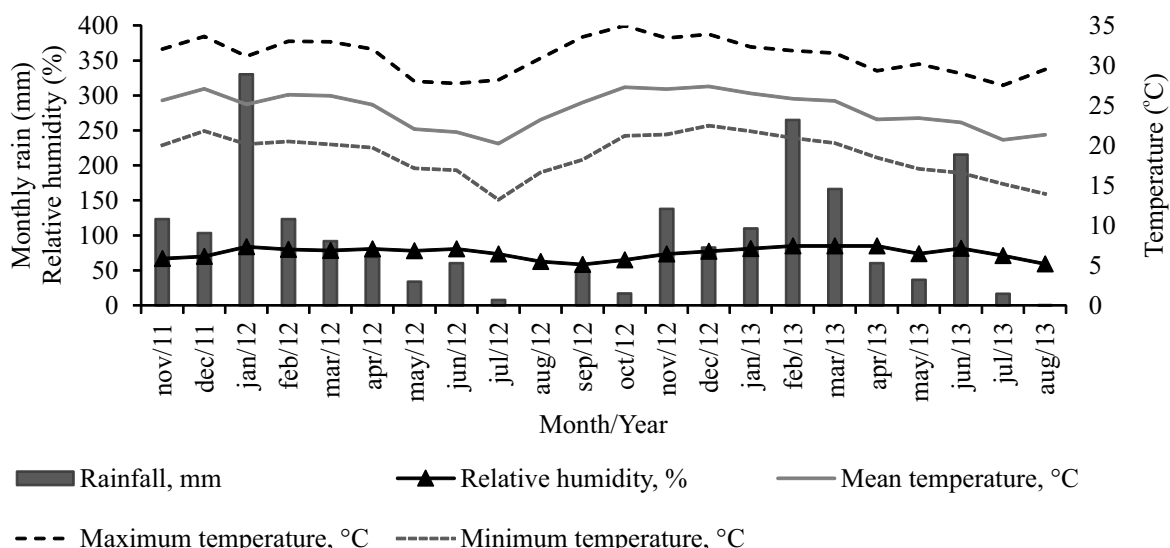 400
350
300
250
200
150
100
50
0
Monthly rain (mm)
Relative humidity (%)
35
30
25
20
15
10
5
0
Temperature (°C)
nov/11
dec/11
jan/12
feb/12
mar/12
apr/12
may/12
jun/12
jul/12
aug/12
sep/12
oct/12
nov/12
dec/12
jan/13
feb/13
mar/13
apr/13
may/13
jun/13
jul/13
aug/13
Month/Year
Rainfall, mm
Relative humidity, %
Mean temperature, °C
Maximum temperature, °C
Minimum temperature, °C